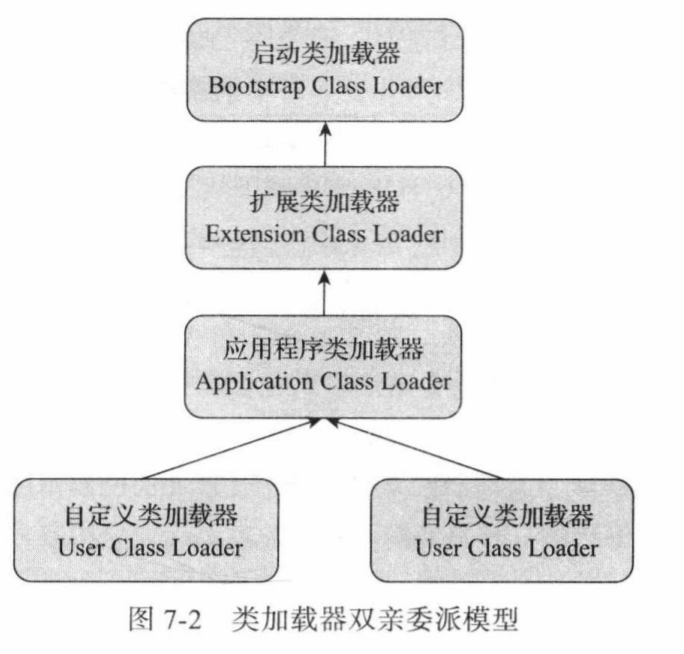 启动类加载器
Bootstrap Class Loader
扩展类加载器
Extension Class Loader
应用程序类加载器
Application Class Loader
自定义类加载器
User Class Loader
自定义类加载器
User Class Loader
图 7-2 类加载器双亲委派模型